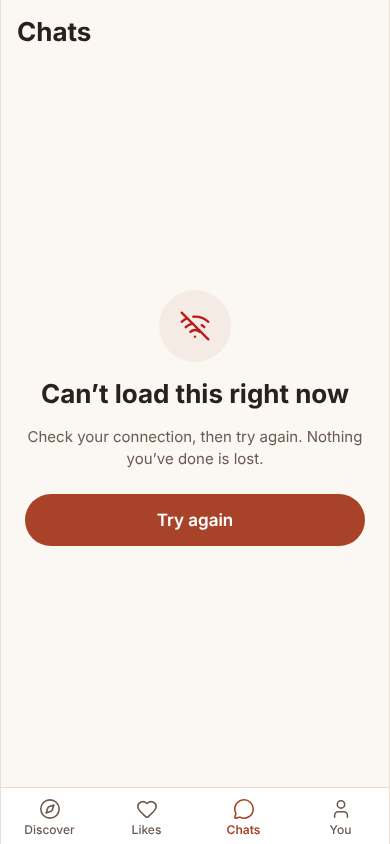 Chats
Can’t load this right now
Check your connection, then try again. Nothing
you’ve done is lost.
Try again
Discover
Likes
Chats
You